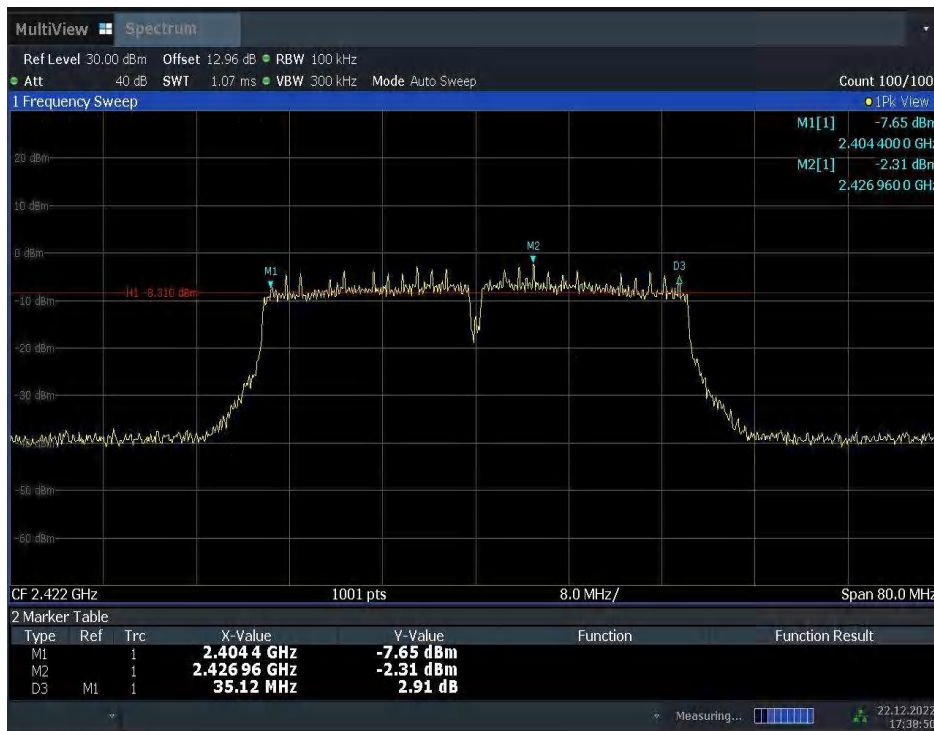 MultiView Spectrum
Ref Level 30.00 dBm Offset 12.96 dB RBW 100 kHz
Att 40 dB SWT 1.07 ms VBW 300 kHz Mode Auto Sweep Count 100/100
1 Frequency Sweep 1Pk View
M1[1] -7.65 dBm
2.404 400 0 GHz
M2[1] -2.31 dBm
2.426 960 0 GHz
20 dBm
10 dBm
0 dBm
M2
M1
D3
H1 -8.310 dBm
-10 dBm
-20 dBm
-30 dBm
-50 dBm
-60 dBm
CF 2.422 GHz 1001 pts 8.0 MHz/ Span 80.0 MHz
2 Marker Table
Type Ref Trc X-Value Y-Value Function Function Result
M1 1 2.404 4 GHz -7.65 dBm
M2 1 2.426 96 GHz -2.31 dBm
D3 M1 1 35.12 MHz 2.91 dB
Measuring... 22.12.2022
17:38:50